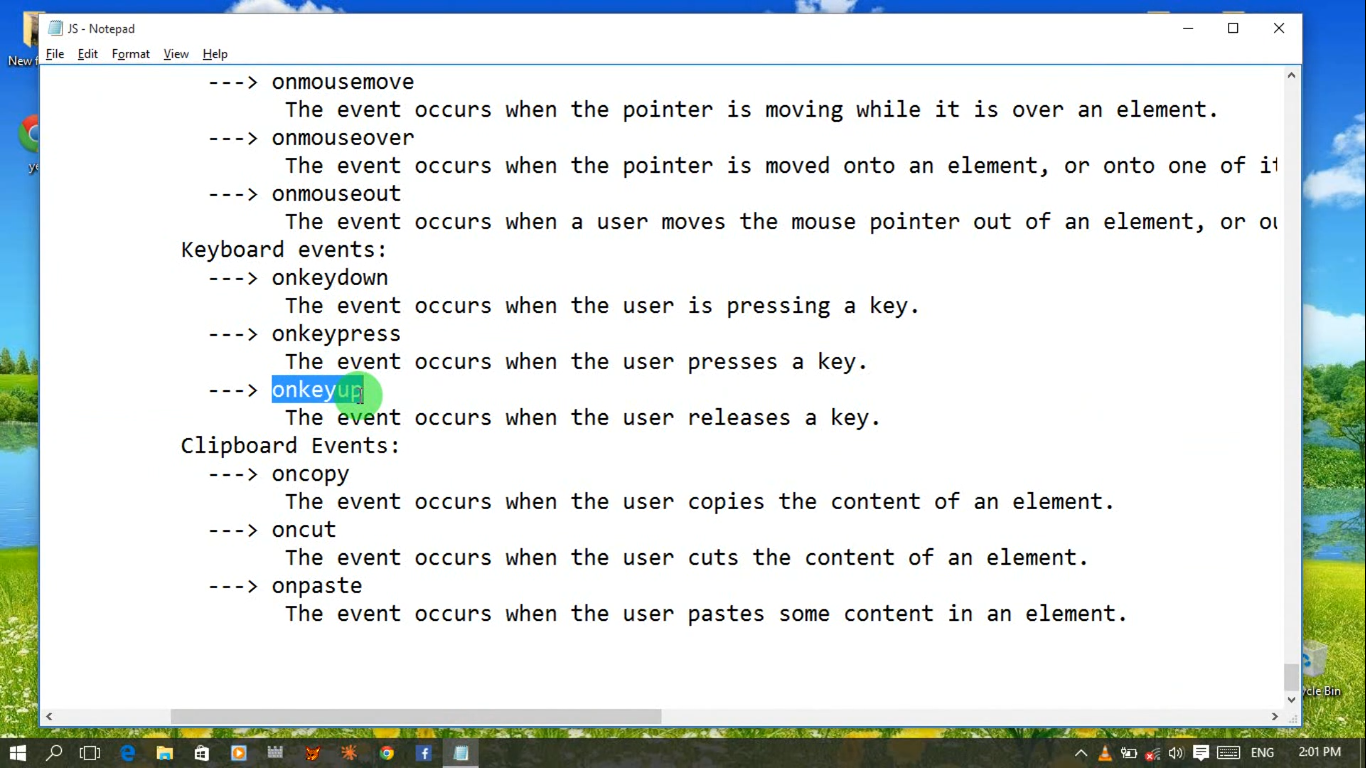 New f
JS - Notepad
File Edit Format View Help
---> onmousemove
The event occurs when the pointer is moving while it is over an element.
---> onmouseover
The event occurs when the pointer is moved onto an element, or onto one of it
---> onmouseout
The event occurs when a user moves the mouse pointer out of an element, or ou
Keyboard events:
---> onkeydown
The event occurs when the user is pressing a key.
---> onkeypress
The event occurs when the user presses a key.
---> onkeyup
The event occurs when the user releases a key.
Clipboard Events:
---> oncopy
The event occurs when the user copies the content of an element.
---> oncut
The event occurs when the user cuts the content of an element.
---> onpaste
The event occurs when the user pastes some content in an element.
ycle Bin
ENG 2:01 PM